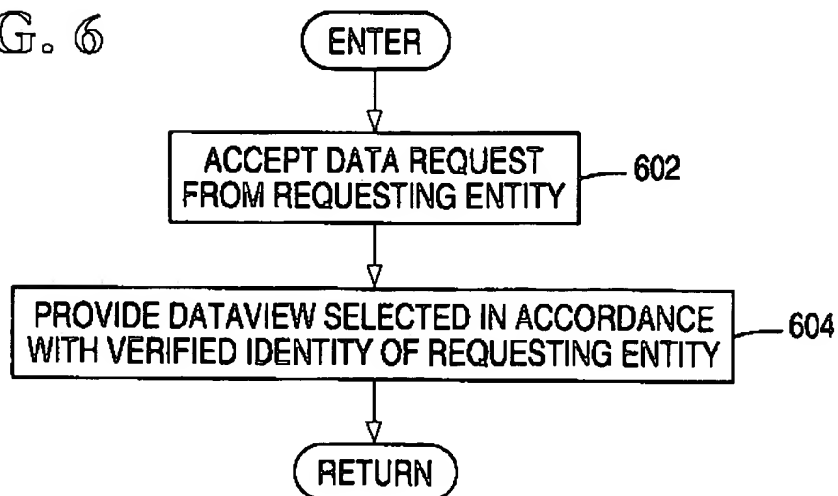 G. 6
ENTER
ACCEPT DATA REQUEST
FROM REQUESTING ENTITY
602
PROVIDE DATAVIEW SELECTED IN ACCORDANCE
WITH VERIFIED IDENTITY OF REQUESTING ENTITY
604
RETURN